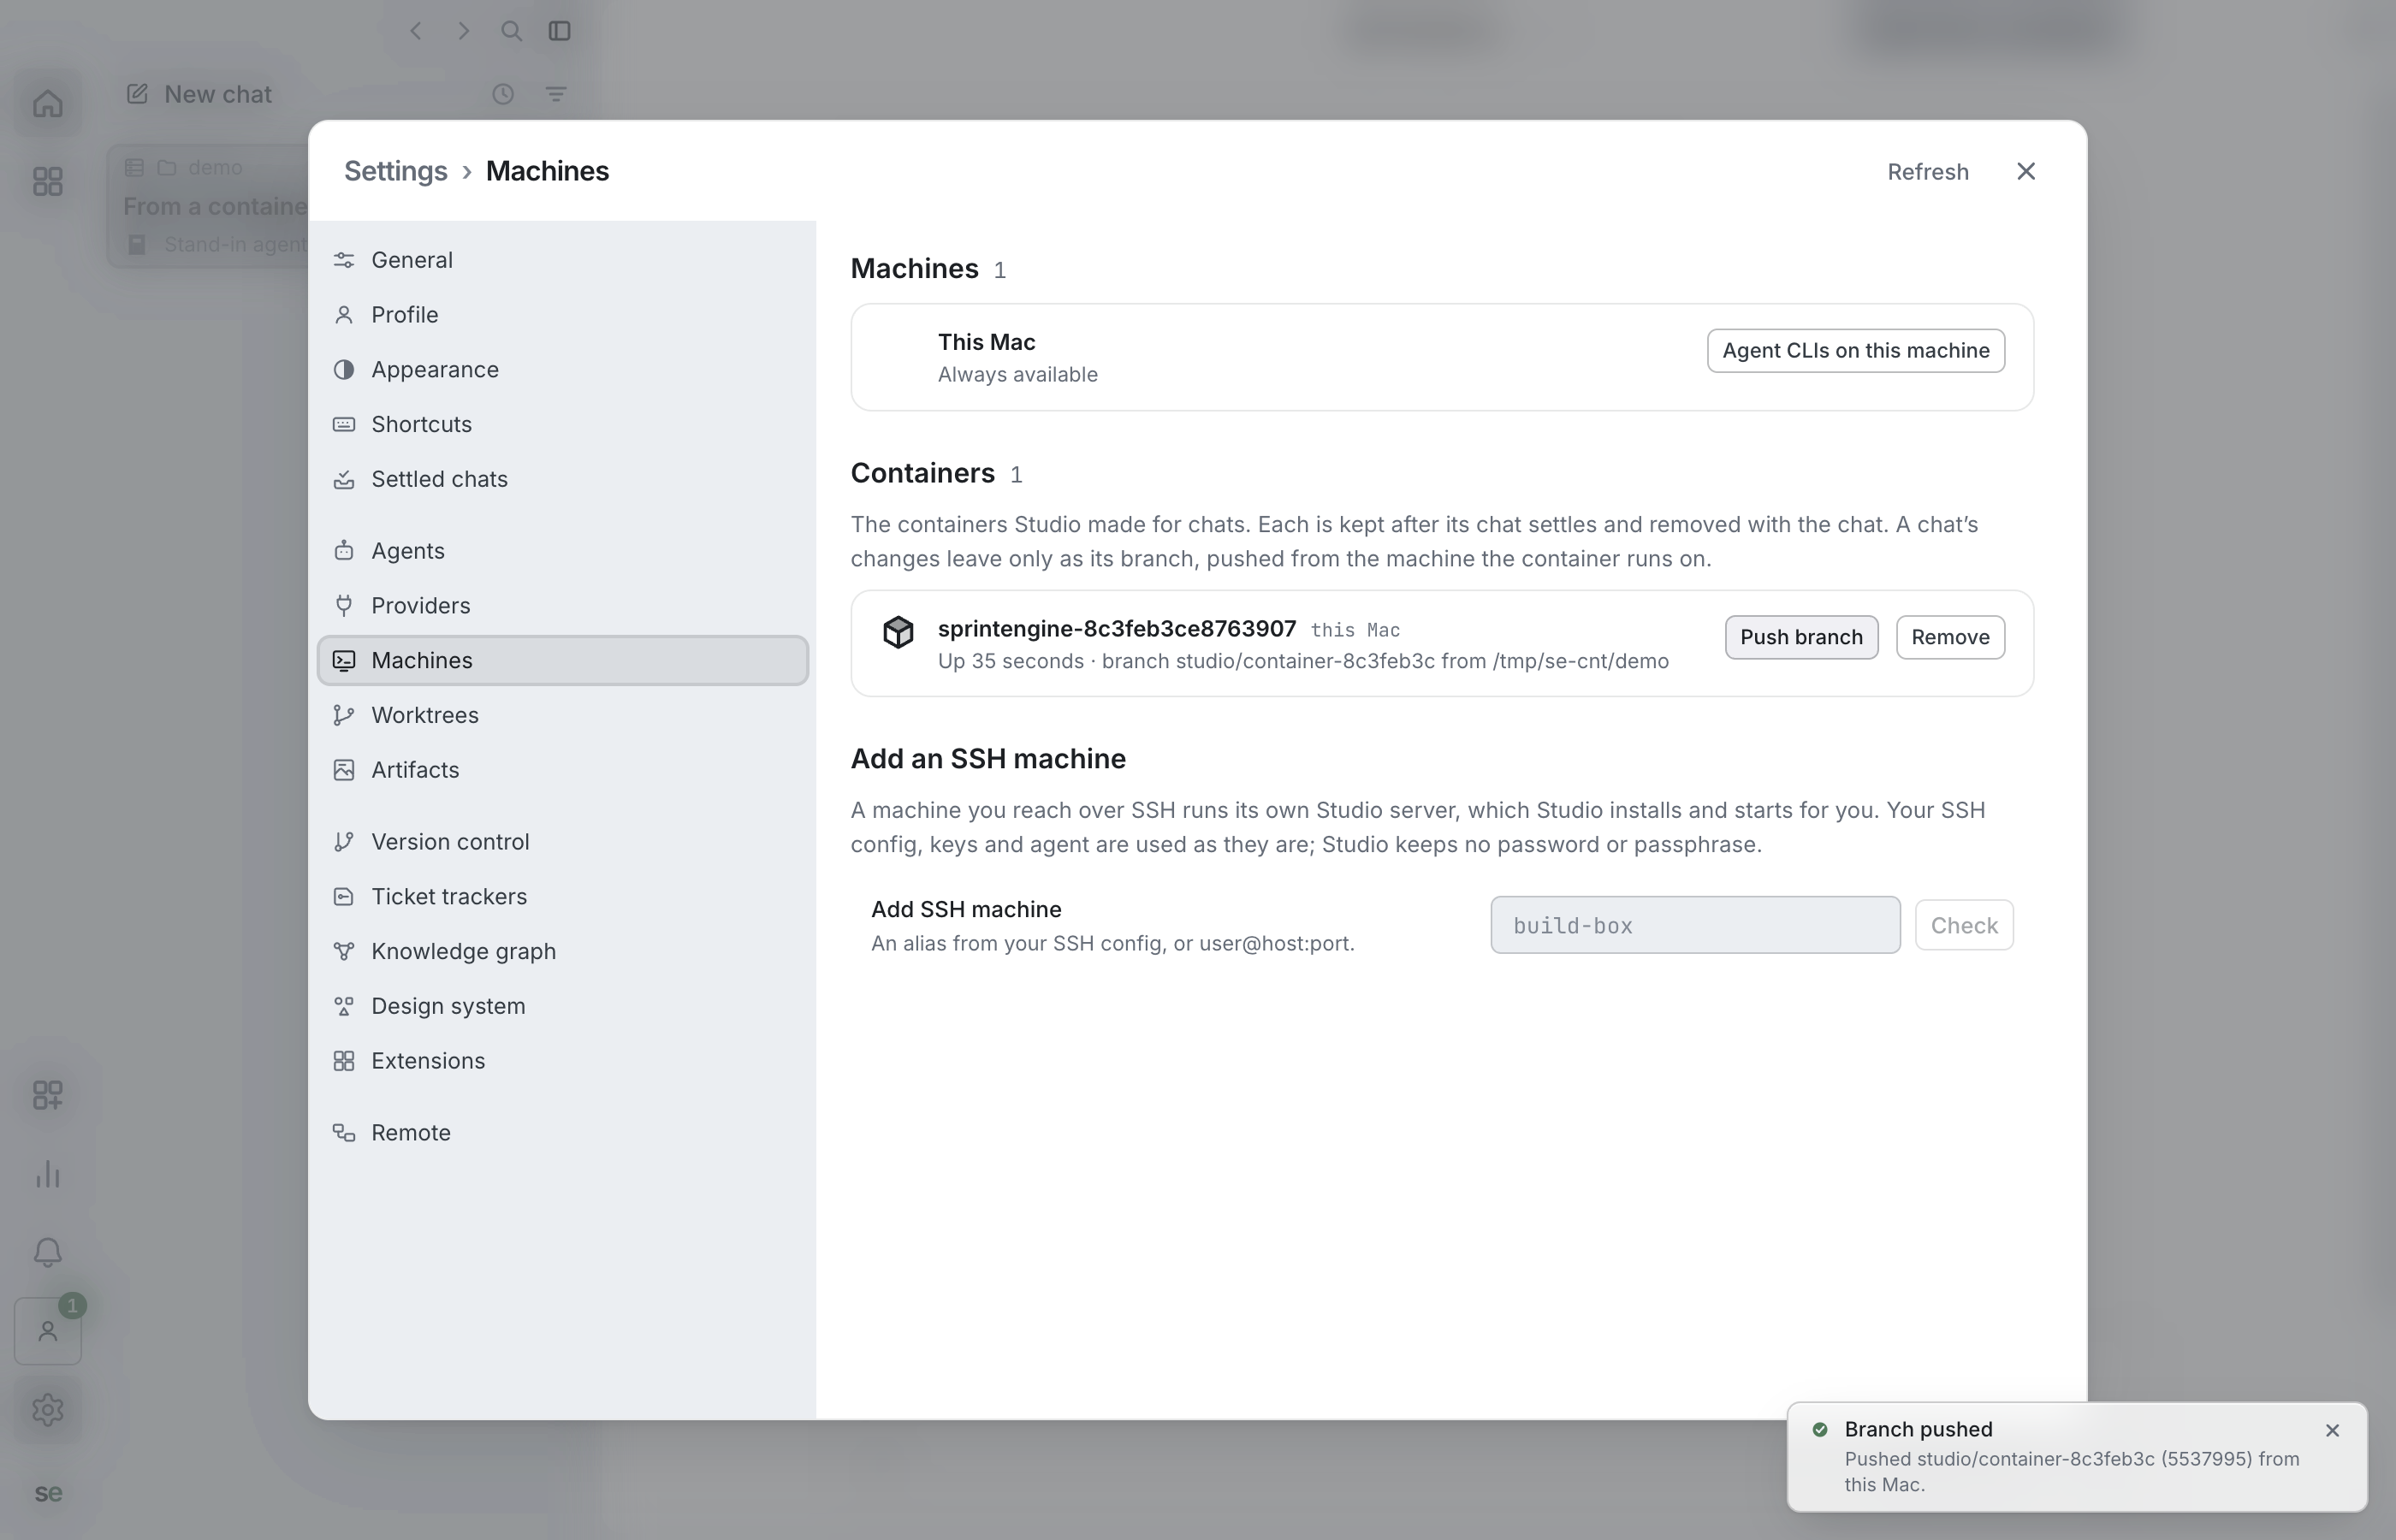 New chat
demo
From a containe
Stand-in agent
Settings › Machines
Refresh
General
Profile
Appearance
Shortcuts
Settled chats
Agents
Providers
Machines
Worktrees
Artifacts
Version control
Ticket trackers
Knowledge graph
Design system
Extensions
Remote
Machines 1
This Mac
Always available
Agent CLIs on this machine
Containers 1
The containers Studio made for chats. Each is kept after its chat settles and removed with the chat. A chat’s
changes leave only as its branch, pushed from the machine the container runs on.
sprintengine-8c3feb3ce8763907 this Mac
Up 35 seconds · branch studio/container-8c3feb3c from /tmp/se-cnt/demo
Push branch
Remove
Add an SSH machine
A machine you reach over SSH runs its own Studio server, which Studio installs and starts for you. Your SSH
config, keys and agent are used as they are; Studio keeps no password or passphrase.
Add SSH machine
An alias from your SSH config, or user@host:port.
build-box
Check
1
se
Branch pushed
Pushed studio/container-8c3feb3c (5537995) from
this Mac.